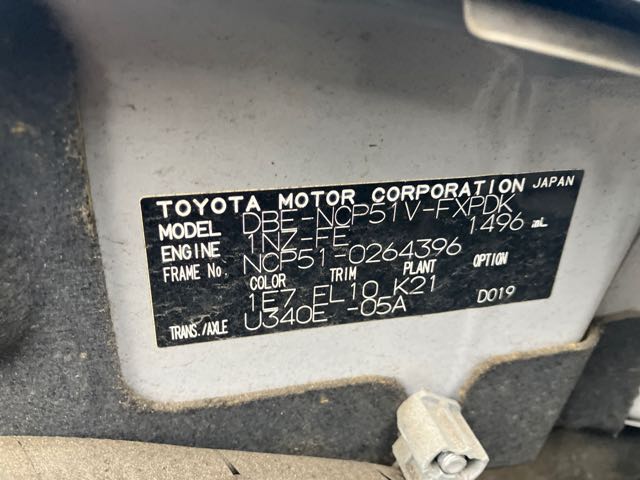 TOYOTA MOTOR CORPORATION JAPAN
MODEL DBE-NCP51V-FXPDK
ENGINE 1NZ-FE 1496 mL
FRAME No. NCP51-0264396
COLOR TRIM PLANT OPTION
1E7 FL10 K21
TRANS./AXLE U340E -05A D019